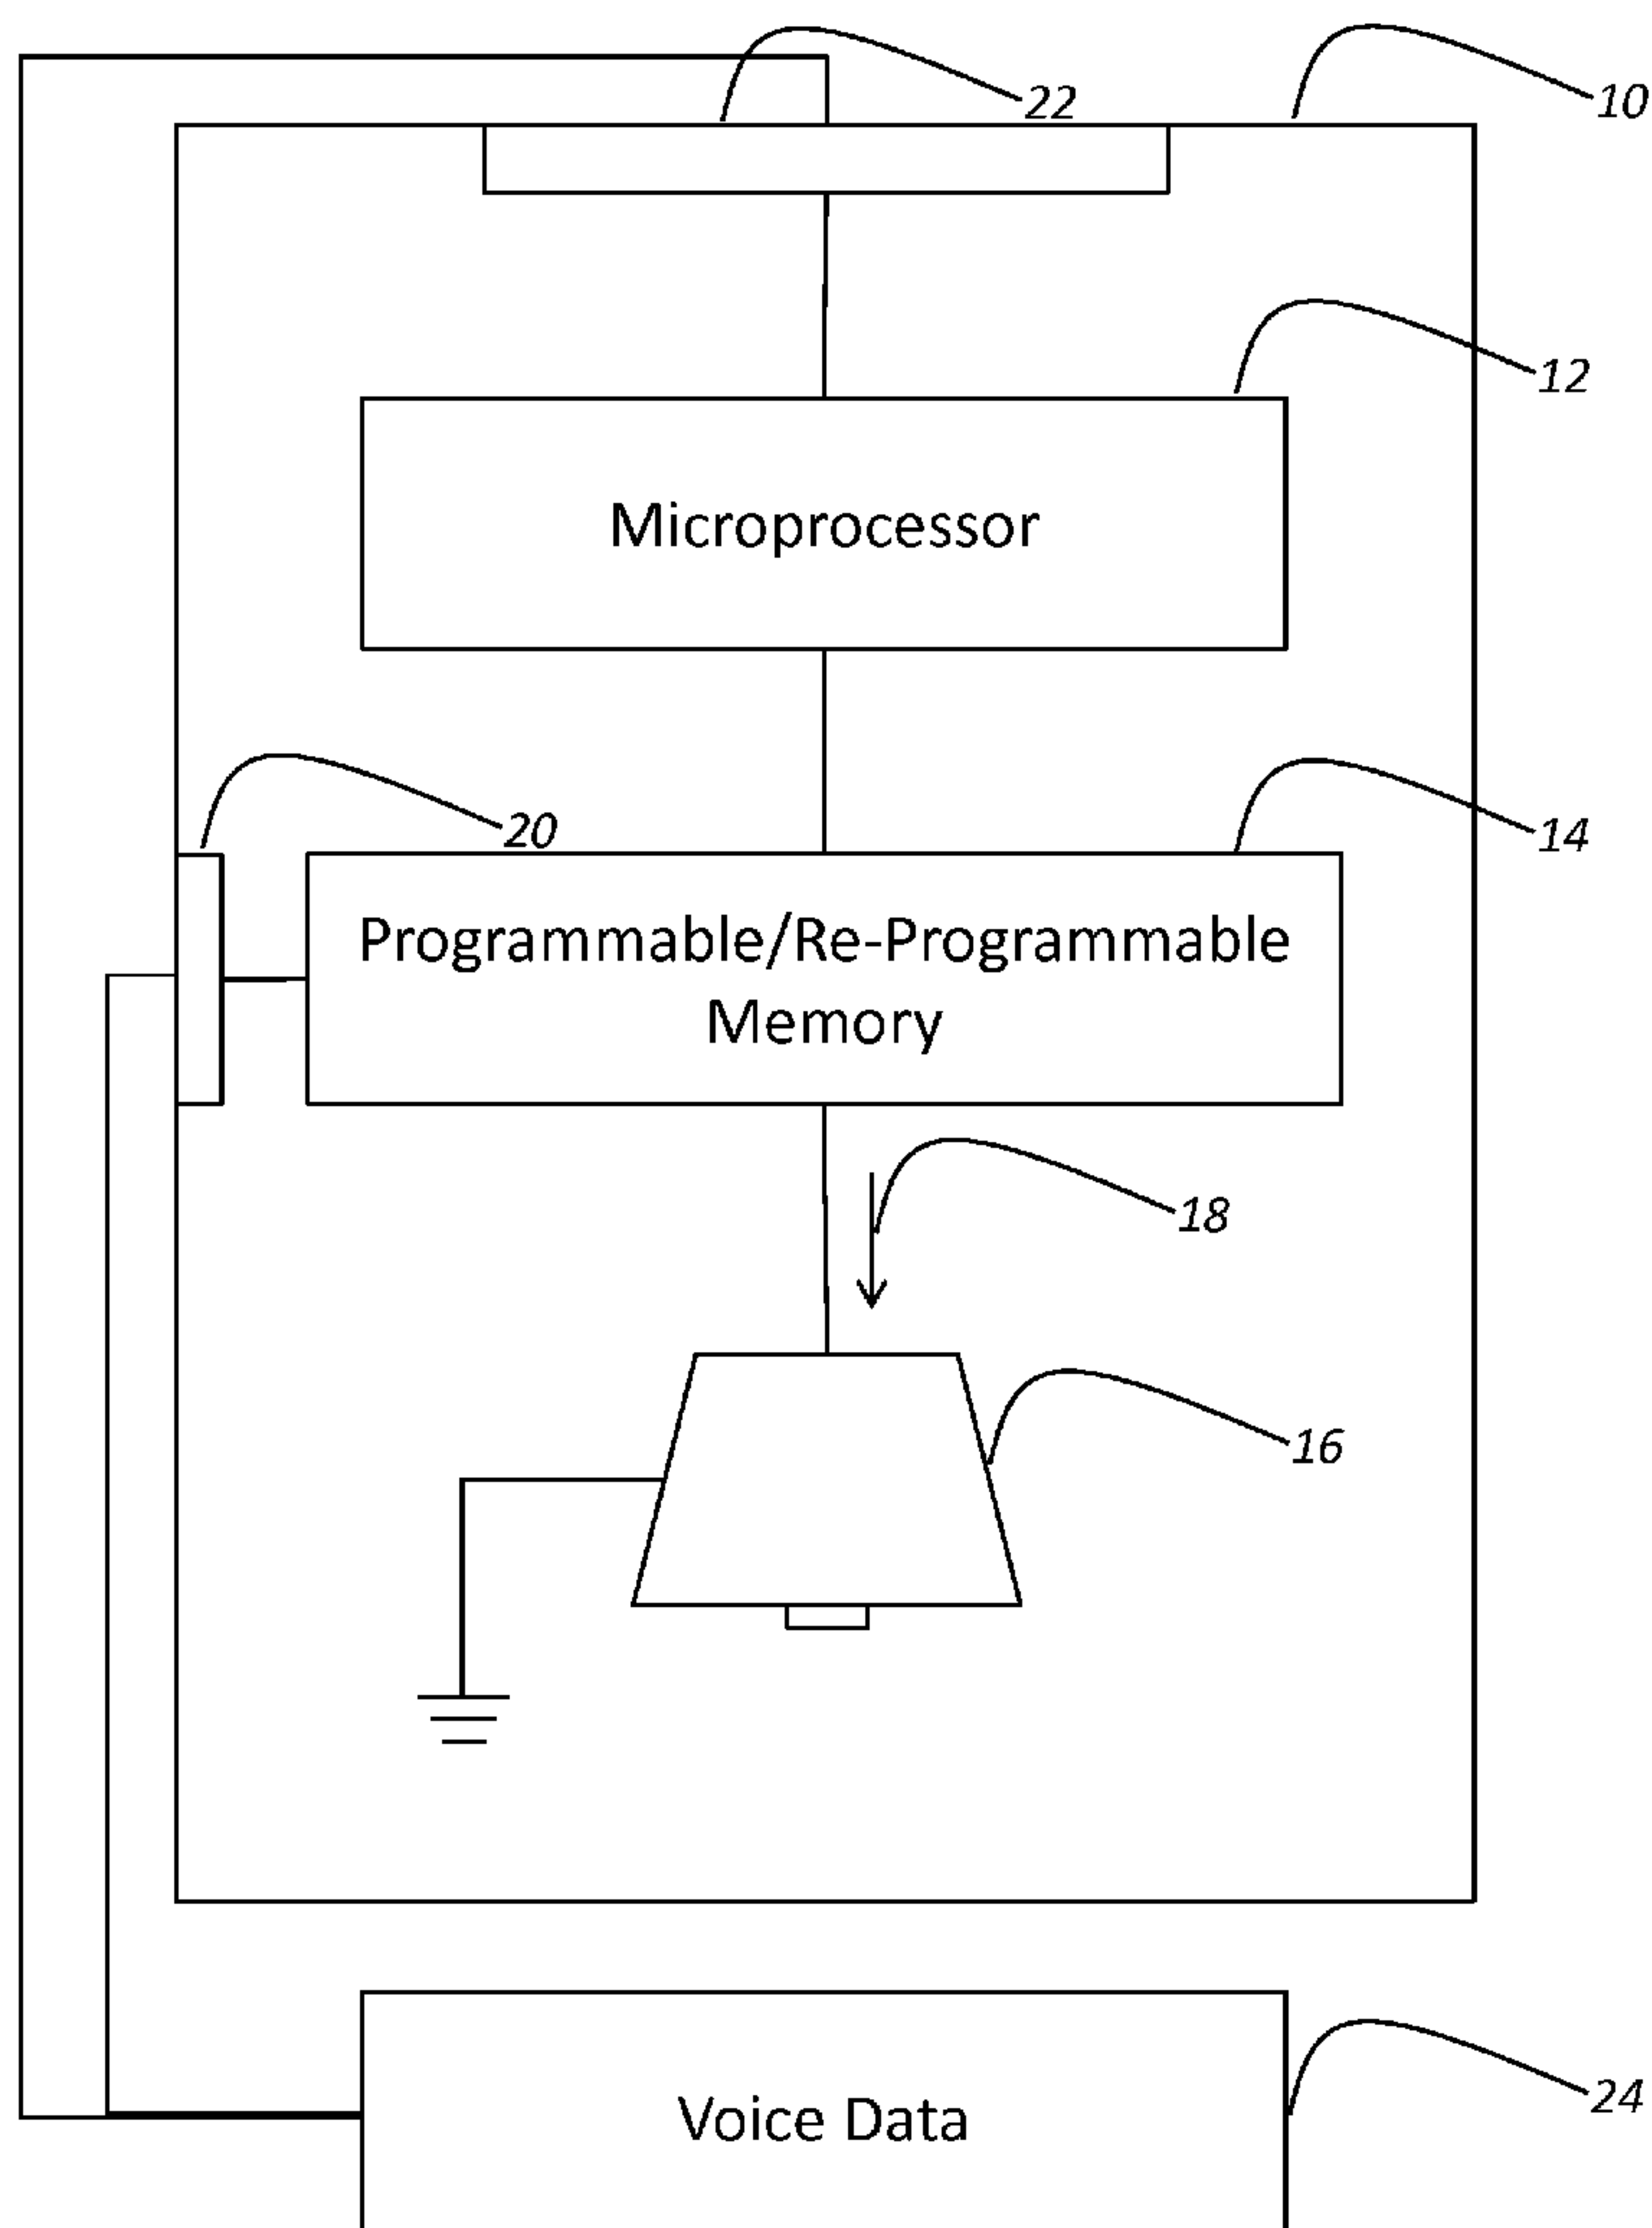 22
10
12
Microprocessor
20
14
Programmable/Re-Programmable
Memory
18
16
24
Voice Data